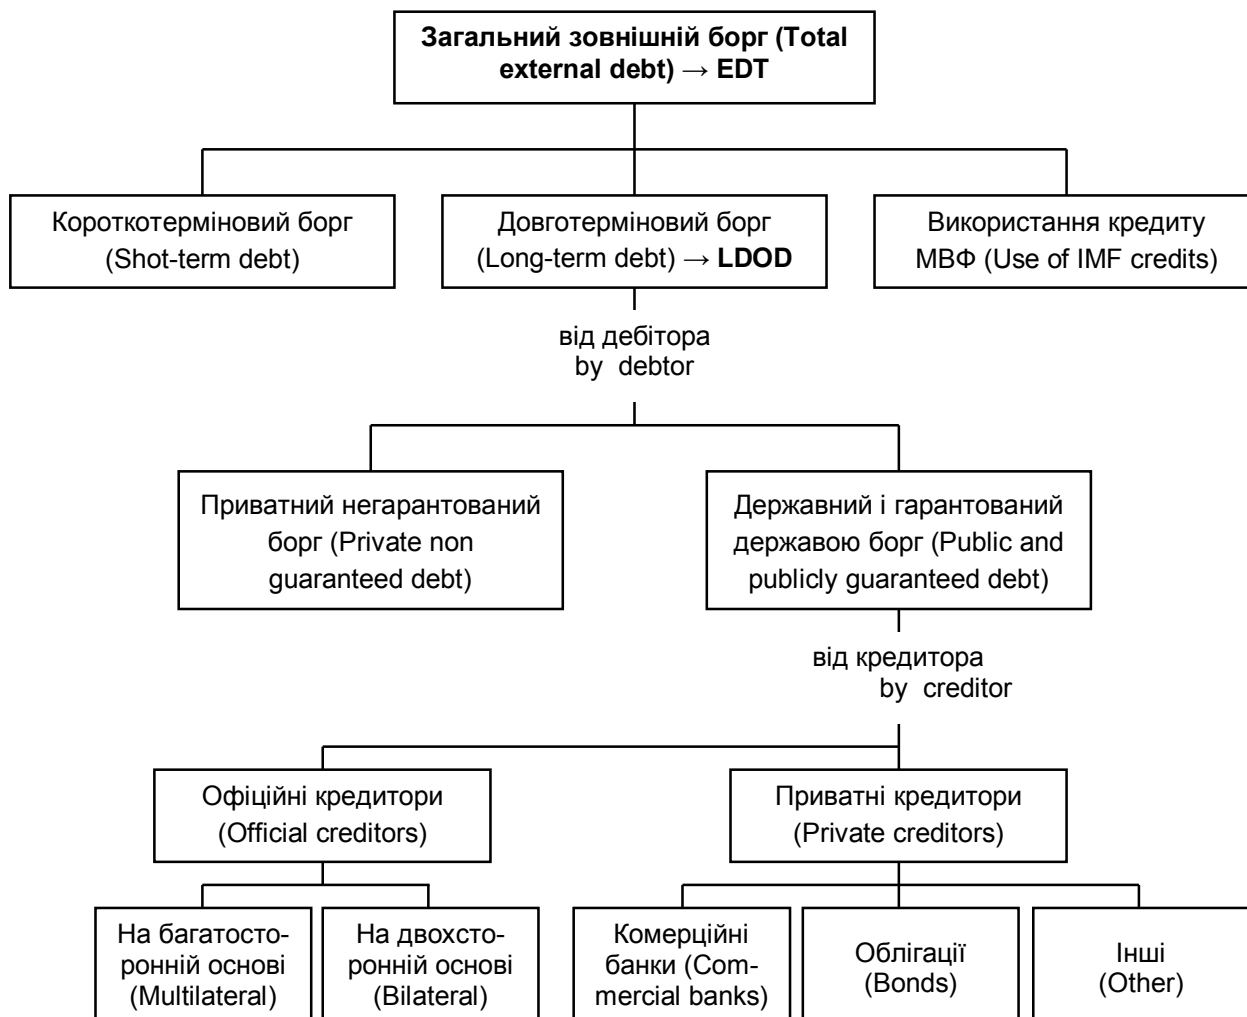 Загальний зовнішній борг (Total
external debt) → EDT
Короткотерміновий борг
(Shot-term debt)
Довготерміновий борг
(Long-term debt) → LDOD
Використання кредиту
МВФ (Use of IMF credits)
від дебітора
by debtor
Приватний негарантований
борг (Private non
guaranteed debt)
Державний і гарантований
державою борг (Public and
publicly guaranteed debt)
від кредитора
by creditor
Офіційні кредитори
(Official creditors)
Приватні кредитори
(Private creditors)
На багатосто-
ронній основі
(Multilateral)
На двохсто-
ронній основі
(Bilateral)
Комерційні
банки (Com-
mercial banks)
Облігації
(Bonds)
Інші
(Other)